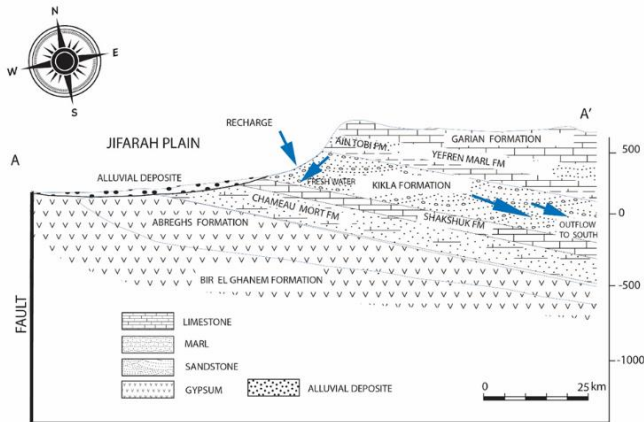 N
W
E
S
A'
RECHARGE
JIFARAH PLAIN
AIN TOBI FM.
GARIAN FORMATION
500
A
YEFREN MARL FM
ALLUVIAL DEPOSITE
FRESH WATER
KIKLA FORMATION
CHAMEAU MORT FM
SHAKSHUK FM
0
ABREGHS FORMATION
OUTFLOW
TO SOUTH
BIR EL GHANEM FORMATION
-500
FAULT
LIMESTONE
MARL
SANDSTONE
GYPSUM
ALLUVIAL DEPOSITE
-1000
0
25 km